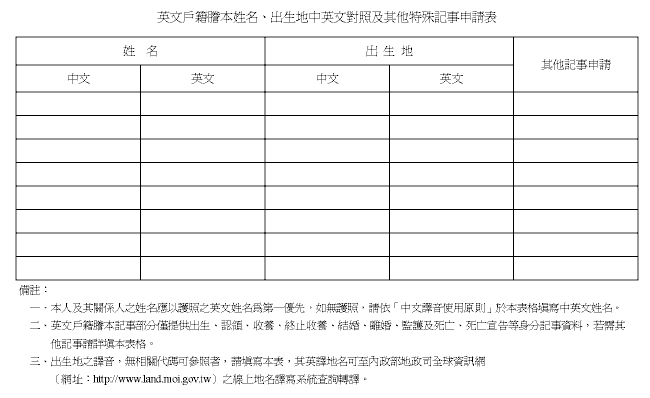 英文戶籍謄本姓名、出生地中英文對照及其他特殊記事申請表
姓 名 出 生 地 其他記事申請
中文 英文 中文 英文
備註：
一、本人及其關係人之姓名應以護照之英文姓名為第一優先，如無護照，請依「中文譯音使用原則」於本表格填寫中英文姓名。
二、英文戶籍謄本記事部分僅提供出生、認領、收養、終止收養、結婚、離婚、監護及死亡、死亡宣告等身分記事資料，若需其
他記事請詳填本表格。
三、出生地之譯音，無相關代碼可參照者，請填寫本表，其英譯地名可至內政部地政司全球資訊網
〔網址：http://www.land.moi.gov.tw〕之線上地名譯寫系統查詢轉譯。